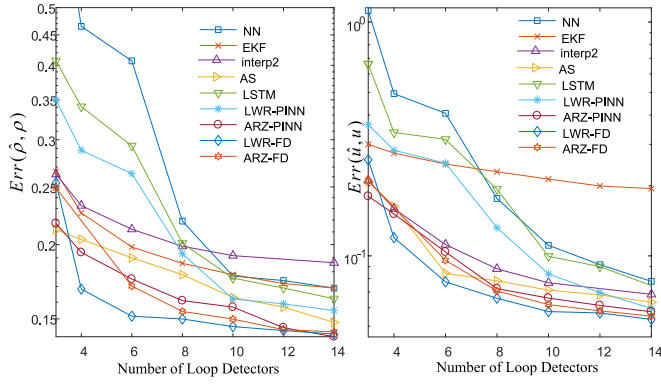 0.5
0.4
0.35
0.3
0.25
0.2
0.15
4
6
8
10
12
14
Number of Loop Detectors
Err(ρ̂, ρ)
NN
EKF
interp2
AS
LSTM
LWR-PINN
ARZ-PINN
LWR-FD
ARZ-FD
10⁰
10⁻¹
4
6
8
10
12
14
Number of Loop Detectors
Err(û, u)
NN
EKF
interp2
AS
LSTM
LWR-PINN
ARZ-PINN
LWR-FD
ARZ-FD